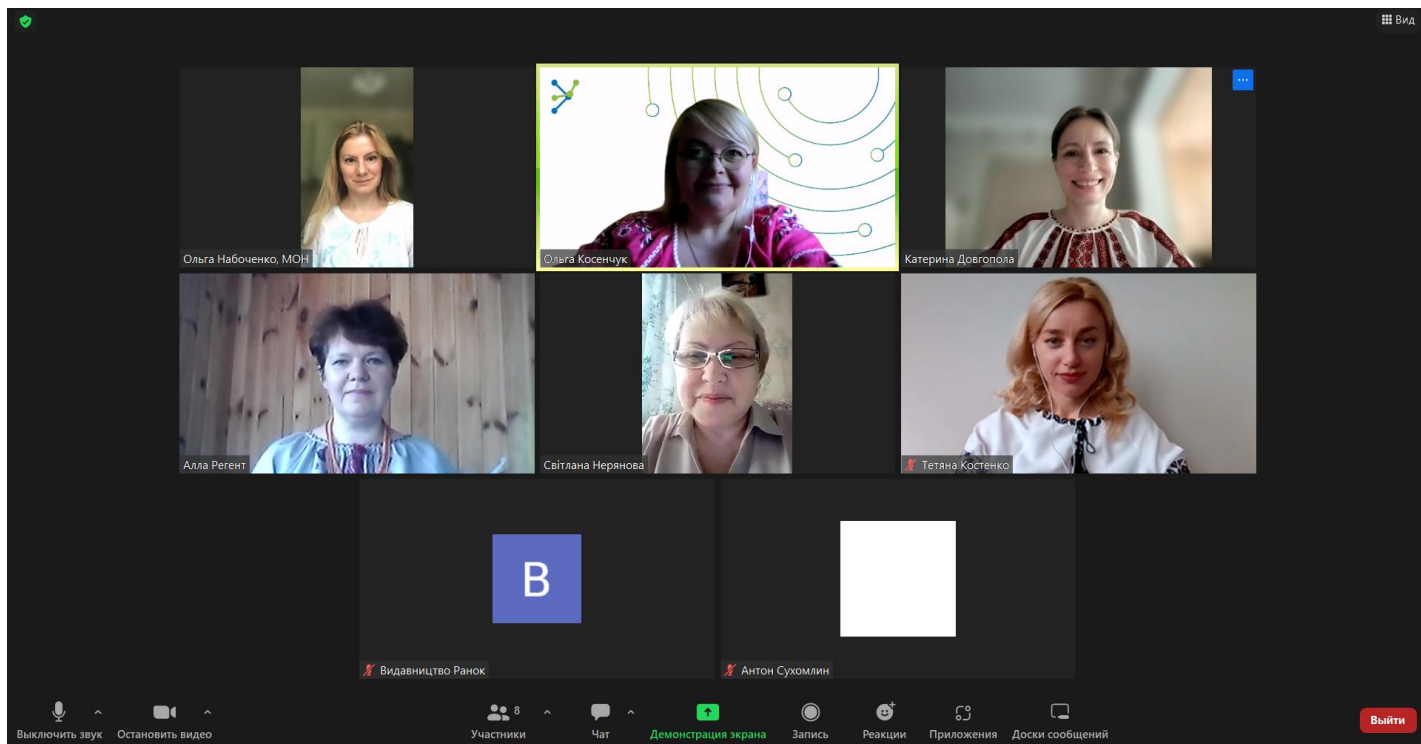 Вид
...
Ольга Набоченко, МОН
Ольга Косенчук
Катерина Довгопола
Алла Регент
Світлана Нерянова
Тетяна Костенко
В
Видавництво Ранок
Антон Сухомлин
8
Выключить звук
Остановить видео
Участники
Чат
Демонстрация экрана
Запись
Реакции
Приложения
Доски сообщений
Выйти